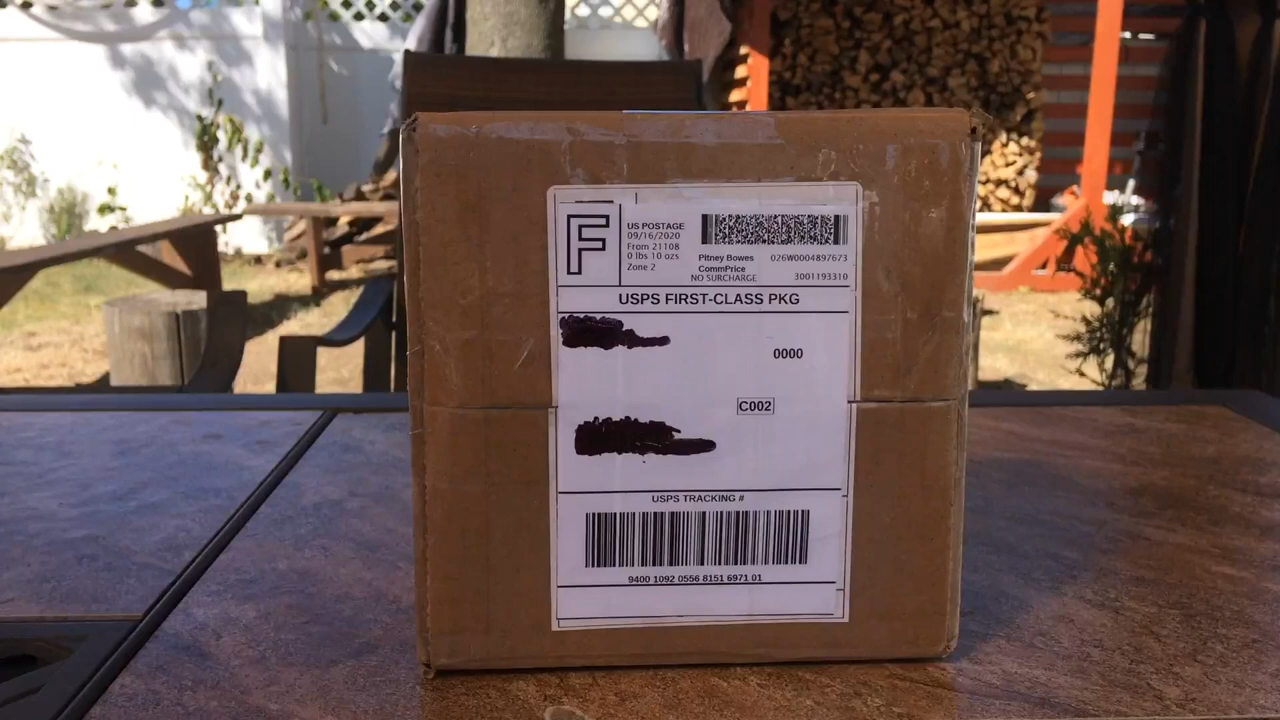 F
US POSTAGE
09/16/2020
From 21108
0 lbs 10 ozs
Zone 2
Pitney Bowes 026W0004897673
CommPrice
NO SURCHARGE 3001193310
USPS FIRST-CLASS PKG
0000
C002
USPS TRACKING #
9400 1092 0556 8151 6971 01